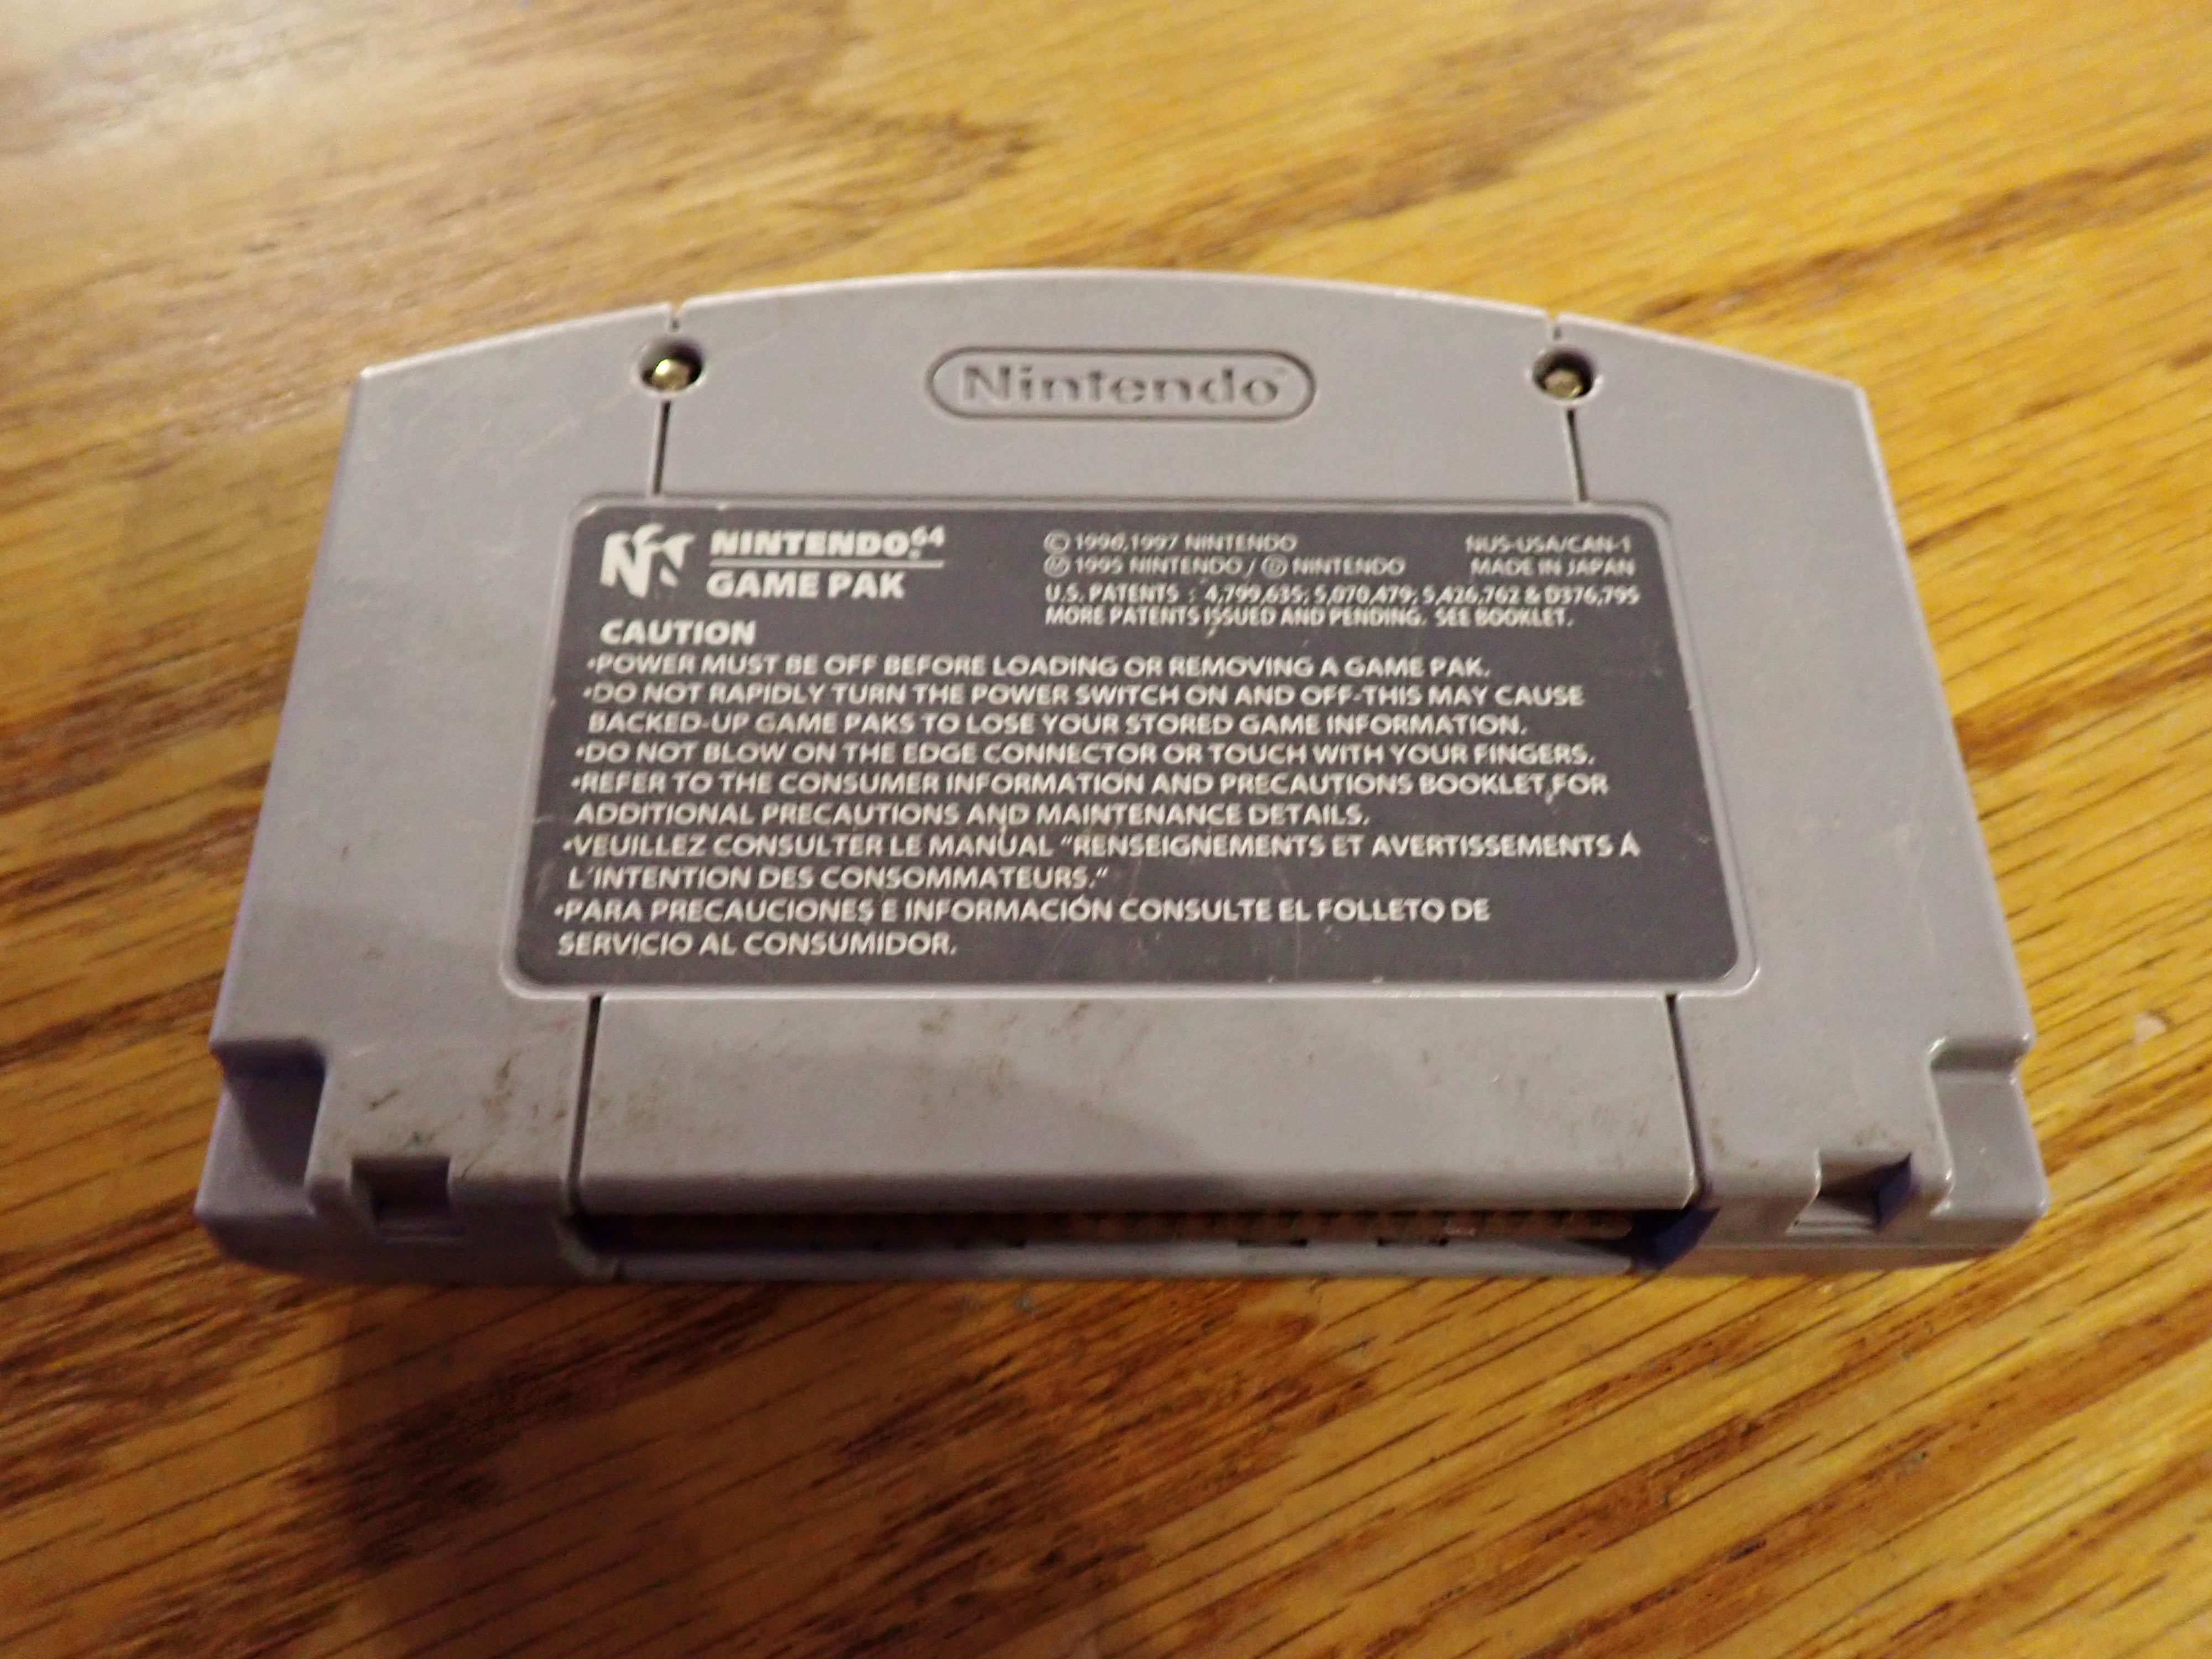 Nintendo
NINTENDO 64
GAME PAK
© 1996,1997 NINTENDO
Ⓜ 1995 NINTENDO / Ⓓ NINTENDO
NUS-USA/CAN-1
MADE IN JAPAN
U.S. PATENTS : 4,799,635; 5,070,479; 5,426,762 & D376,795
MORE PATENTS ISSUED AND PENDING. SEE BOOKLET.
CAUTION
•POWER MUST BE OFF BEFORE LOADING OR REMOVING A GAME PAK.
•DO NOT RAPIDLY TURN THE POWER SWITCH ON AND OFF-THIS MAY CAUSE
BACKED-UP GAME PAKS TO LOSE YOUR STORED GAME INFORMATION.
•DO NOT BLOW ON THE EDGE CONNECTOR OR TOUCH WITH YOUR FINGERS.
•REFER TO THE CONSUMER INFORMATION AND PRECAUTIONS BOOKLET FOR
ADDITIONAL PRECAUTIONS AND MAINTENANCE DETAILS.
•VEUILLEZ CONSULTER LE MANUAL "RENSEIGNEMENTS ET AVERTISSEMENTS Á
L'INTENTION DES CONSOMMATEURS."
•PARA PRECAUCIONES E INFORMACIÓN CONSULTE EL FOLLETO DE
SERVICIO AL CONSUMIDOR.